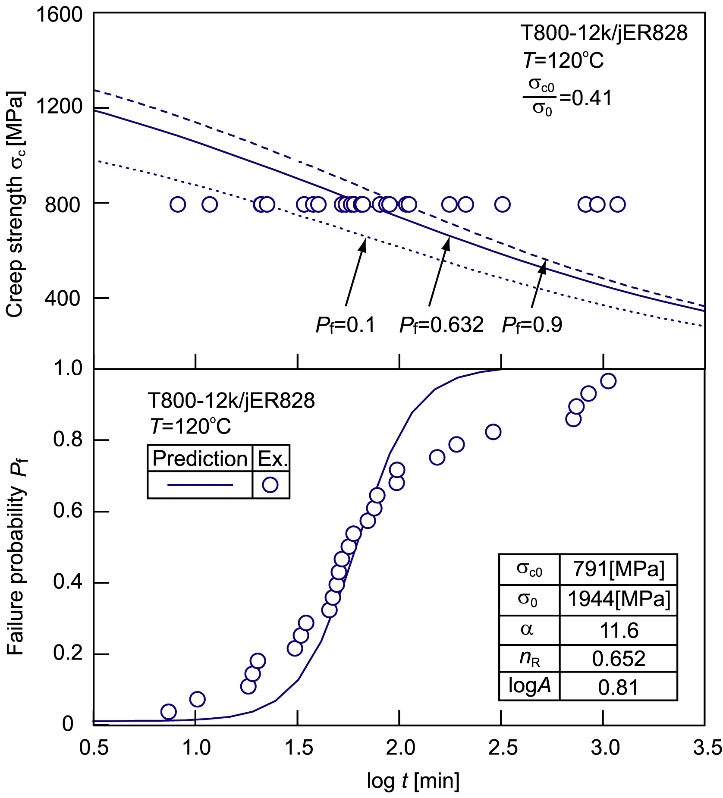 1600
1200
800
400
Creep strength σc [MPa]
T800-12k/jER828
T=120°C
σc0/σ0=0.41
Pf=0.1
Pf=0.632
Pf=0.9
1.0
0.8
0.6
0.4
0.2
0
Failure probability Pf
T800-12k/jER828
T=120°C
Prediction Ex.
σc0 791[MPa]
σ0 1944[MPa]
α 11.6
nR 0.652
logA 0.81
0.5 1.0 1.5 2.0 2.5 3.0 3.5
log t [min]